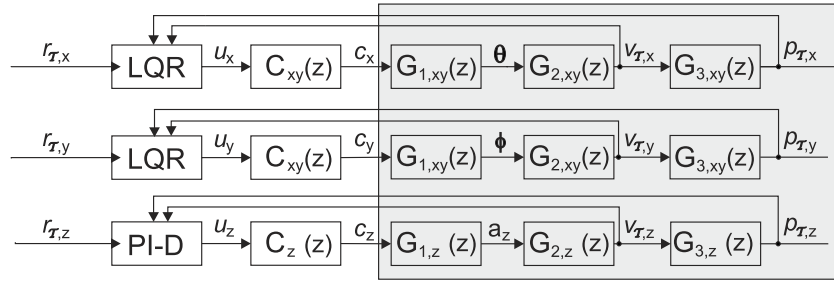 r𝒯,x LQR uₓ Cxy(z) cₓ G1,xy(z) θ G2,xy(z) v𝒯,x G3,xy(z) p𝒯,x
r𝒯,y LQR uy Cxy(z) cy G1,xy(z) ϕ G2,xy(z) v𝒯,y G3,xy(z) p𝒯,y
r𝒯,z PI-D uz Cz (z) cz G1,z (z) az G2,z (z) v𝒯,z G3,z (z) p𝒯,z